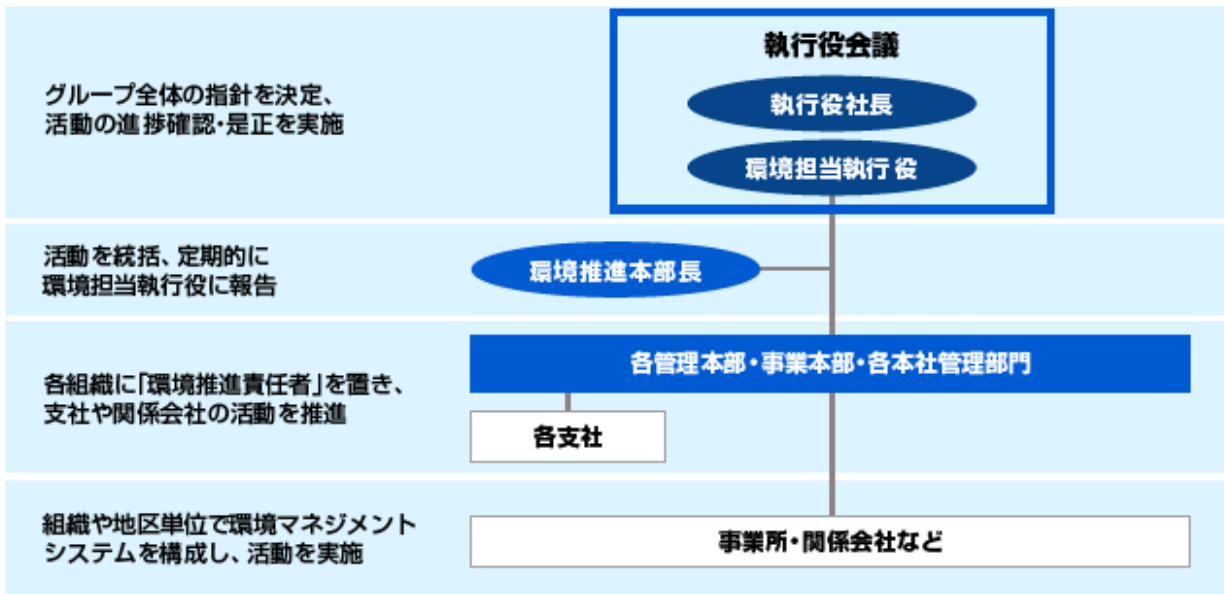 執行役会議
執行役社長
環境担当執行役
グループ全体の指針を決定、
活動の進捗確認・是正を実施
活動を統括、定期的に
環境担当執行役に報告
環境推進本部長
各組織に「環境推進責任者」を置き、
支社や関係会社の活動を推進
各管理本部・事業本部・各本社管理部門
各支社
組織や地区単位で環境マネジメント
システムを構成し、活動を実施
事業所・関係会社など